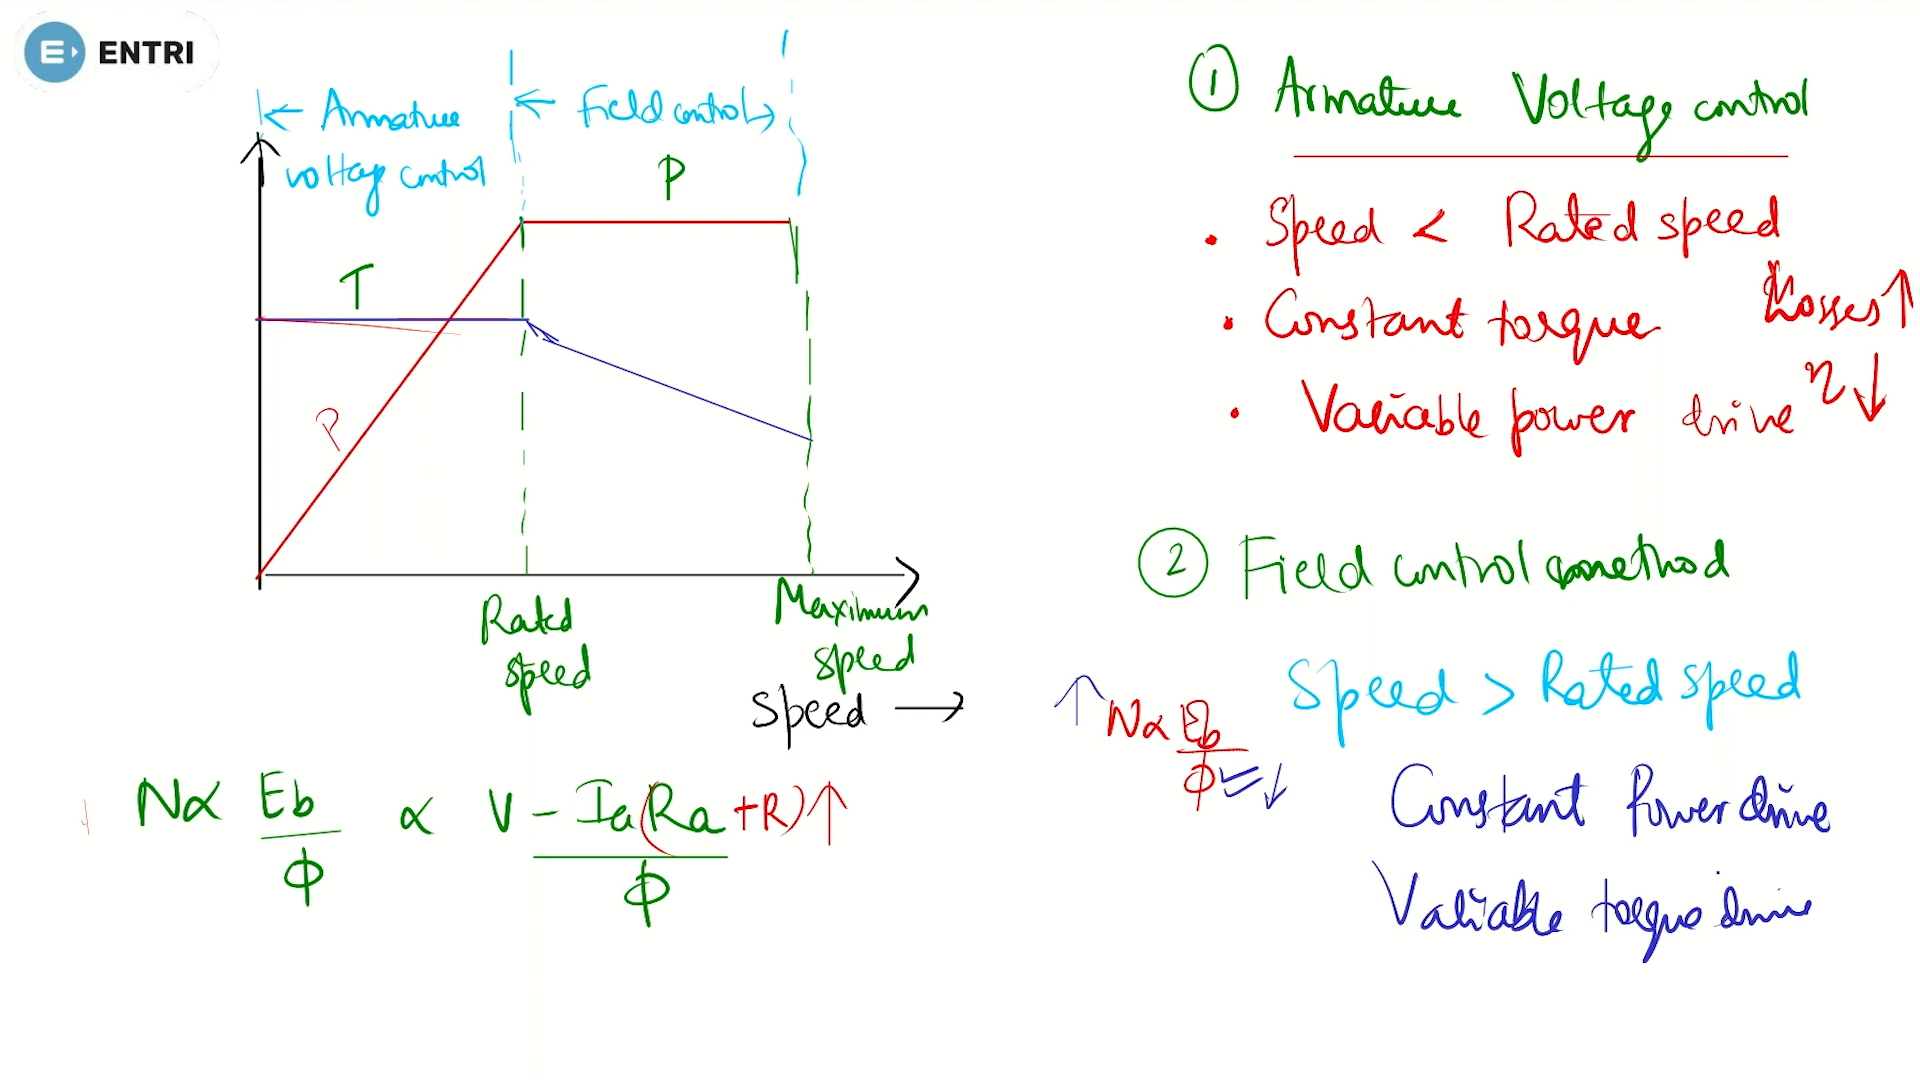 ENTRI
← Armature voltage control
← Field control →
P
T
P
Rated speed
Maximum speed
Speed →
N∝ Eb/ϕ ∝ V - Ia(Ra +R)↑/ϕ
① Armature Voltage control
• Speed < Rated speed
• Constant torque
Losses ↑
• Variable power drive
η ↓
② Field control method
Speed > Rated speed
↑ N∝ Eb/ϕ ↓
Constant Power drive
Variable torque drive